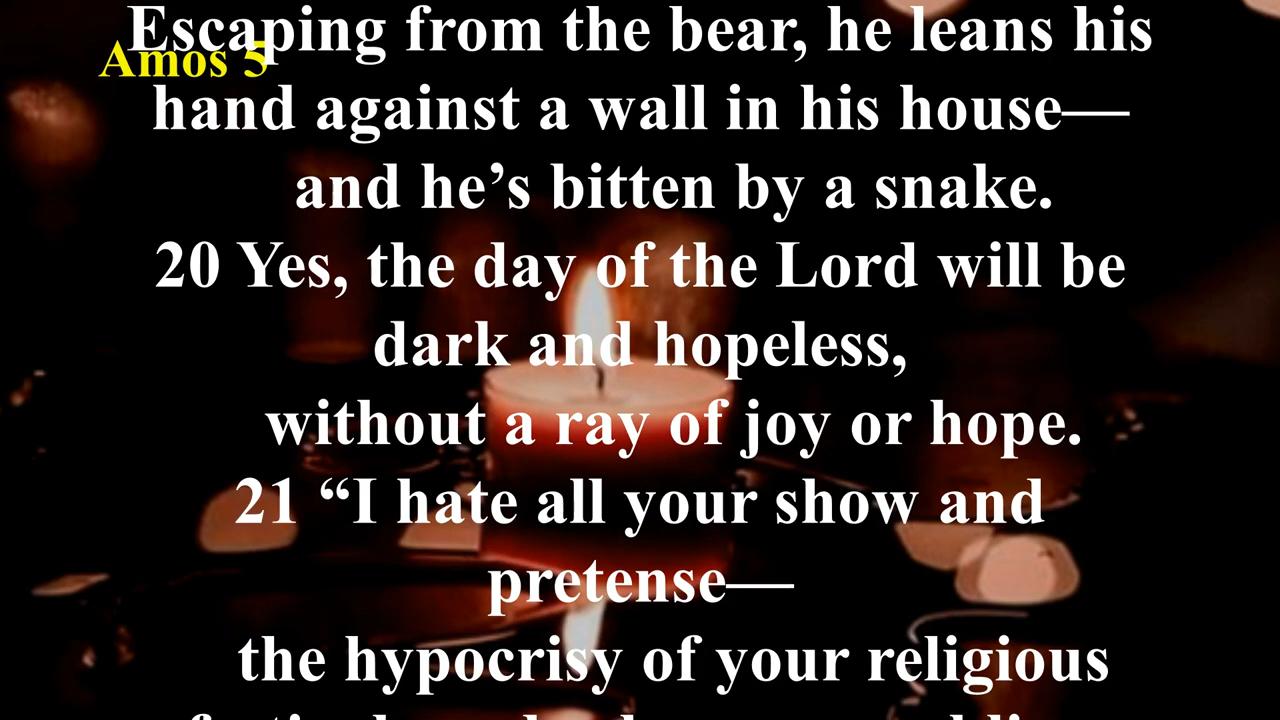 Escaping from the bear, he leans his
Amos 5
hand against a wall in his house—
and he’s bitten by a snake.
20 Yes, the day of the Lord will be
dark and hopeless,
without a ray of joy or hope.
21 “I hate all your show and
pretense—
the hypocrisy of your religious